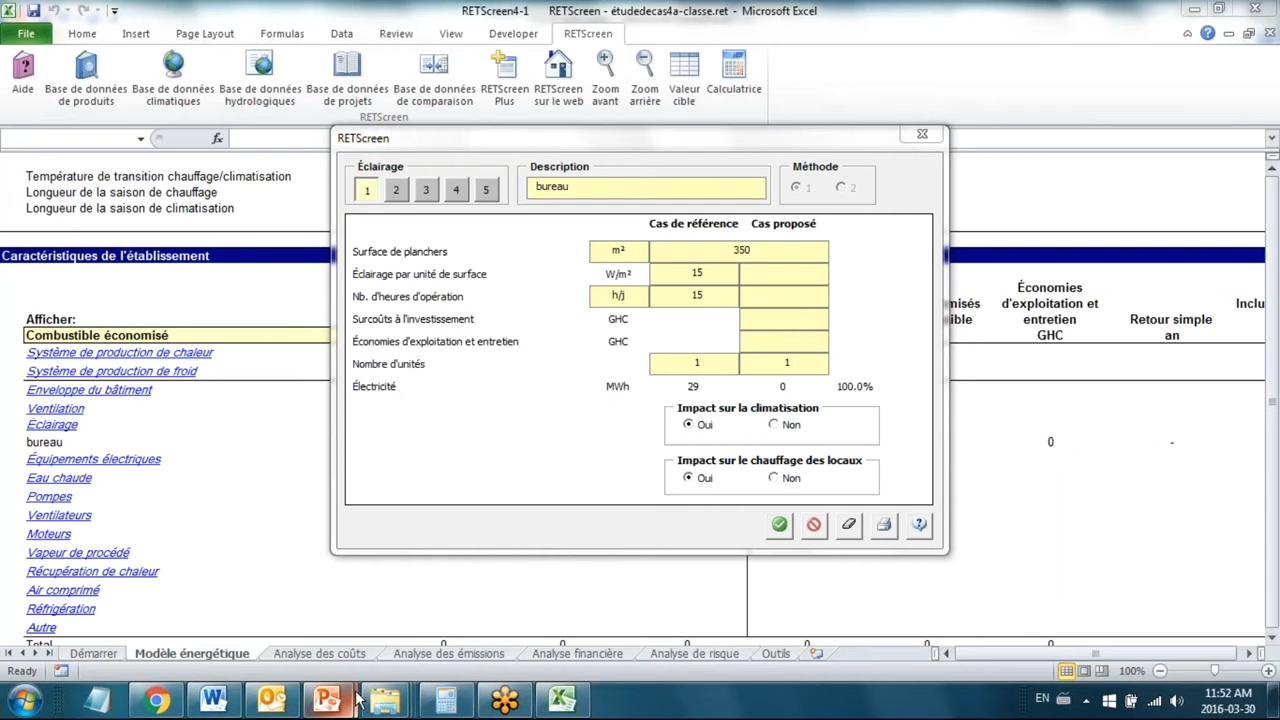 RETScreen4-1 RETScreen - étudedecas4a-classe.ret - Microsoft Excel
File Home Insert Page Layout Formulas Data Review View Developer RETScreen
Aide
Base de données de produits
Base de données climatiques
Base de données hydrologiques
Base de données de projets
Base de données de comparaison
RETScreen Plus
RETScreen sur le web
Zoom avant
Zoom arrière
Valeur cible
Calculatrice
RETScreen
fx
Température de transition chauffage/climatisation
Longueur de la saison de chauffage
Longueur de la saison de climatisation
Caractéristiques de l'établissement
Afficher:
Combustible économisé
Système de production de chaleur
Système de production de froid
Enveloppe du bâtiment
Ventilation
Éclairage
bureau
Équipements électriques
Eau chaude
Pompes
Ventilateurs
Moteurs
Vapeur de procédé
Récupération de chaleur
Air comprimé
Réfrigération
Autre
Total 0 0 0 0 0 0
RETScreen
Éclairage
1 2 3 4 5
Description
bureau
Méthode
1 2
Cas de référence Cas proposé
Surface de planchers m² 350
Éclairage par unité de surface W/m² 15
Nb. d'heures d'opération h/j 15
Surcoûts à l'investissement GHC
Économies d'exploitation et entretien GHC
Nombre d'unités 1 1
Électricité MWh 29 0 100.0%
Impact sur la climatisation
Oui Non
Impact sur le chauffage des locaux
Oui Non
Économies
d'exploitation et
entretien
GHC
Retour simple
an
0 -
Démarrer Modèle énergétique Analyse des coûts Analyse des émissions Analyse financière Analyse de risque Outils
Ready 100%
EN 11:52 AM
2016-03-30